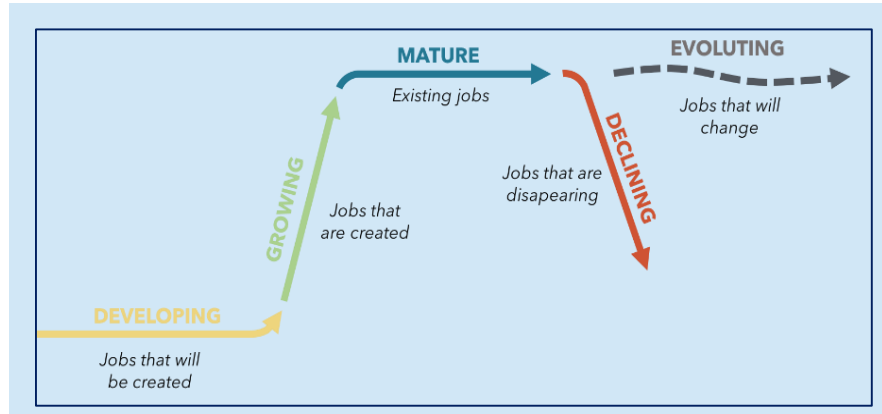 DEVELOPING
Jobs that will
be created
GROWING
Jobs that
are created
MATURE
Existing jobs
DECLINING
Jobs that are
disapearing
EVOLUTING
Jobs that will
change